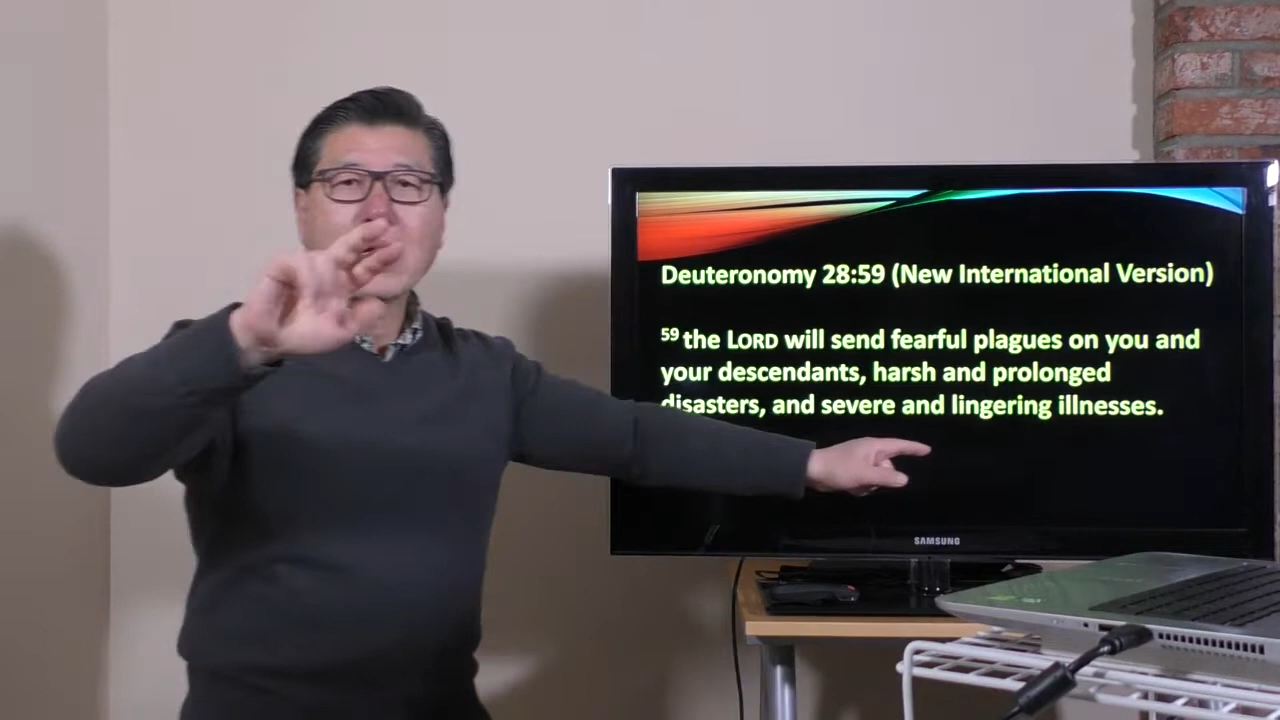 Deuteronomy 28:59 (New International Version)
59 the LORD will send fearful plagues on you and
your descendants, harsh and prolonged
disasters, and severe and lingering illnesses.
SAMSUNG